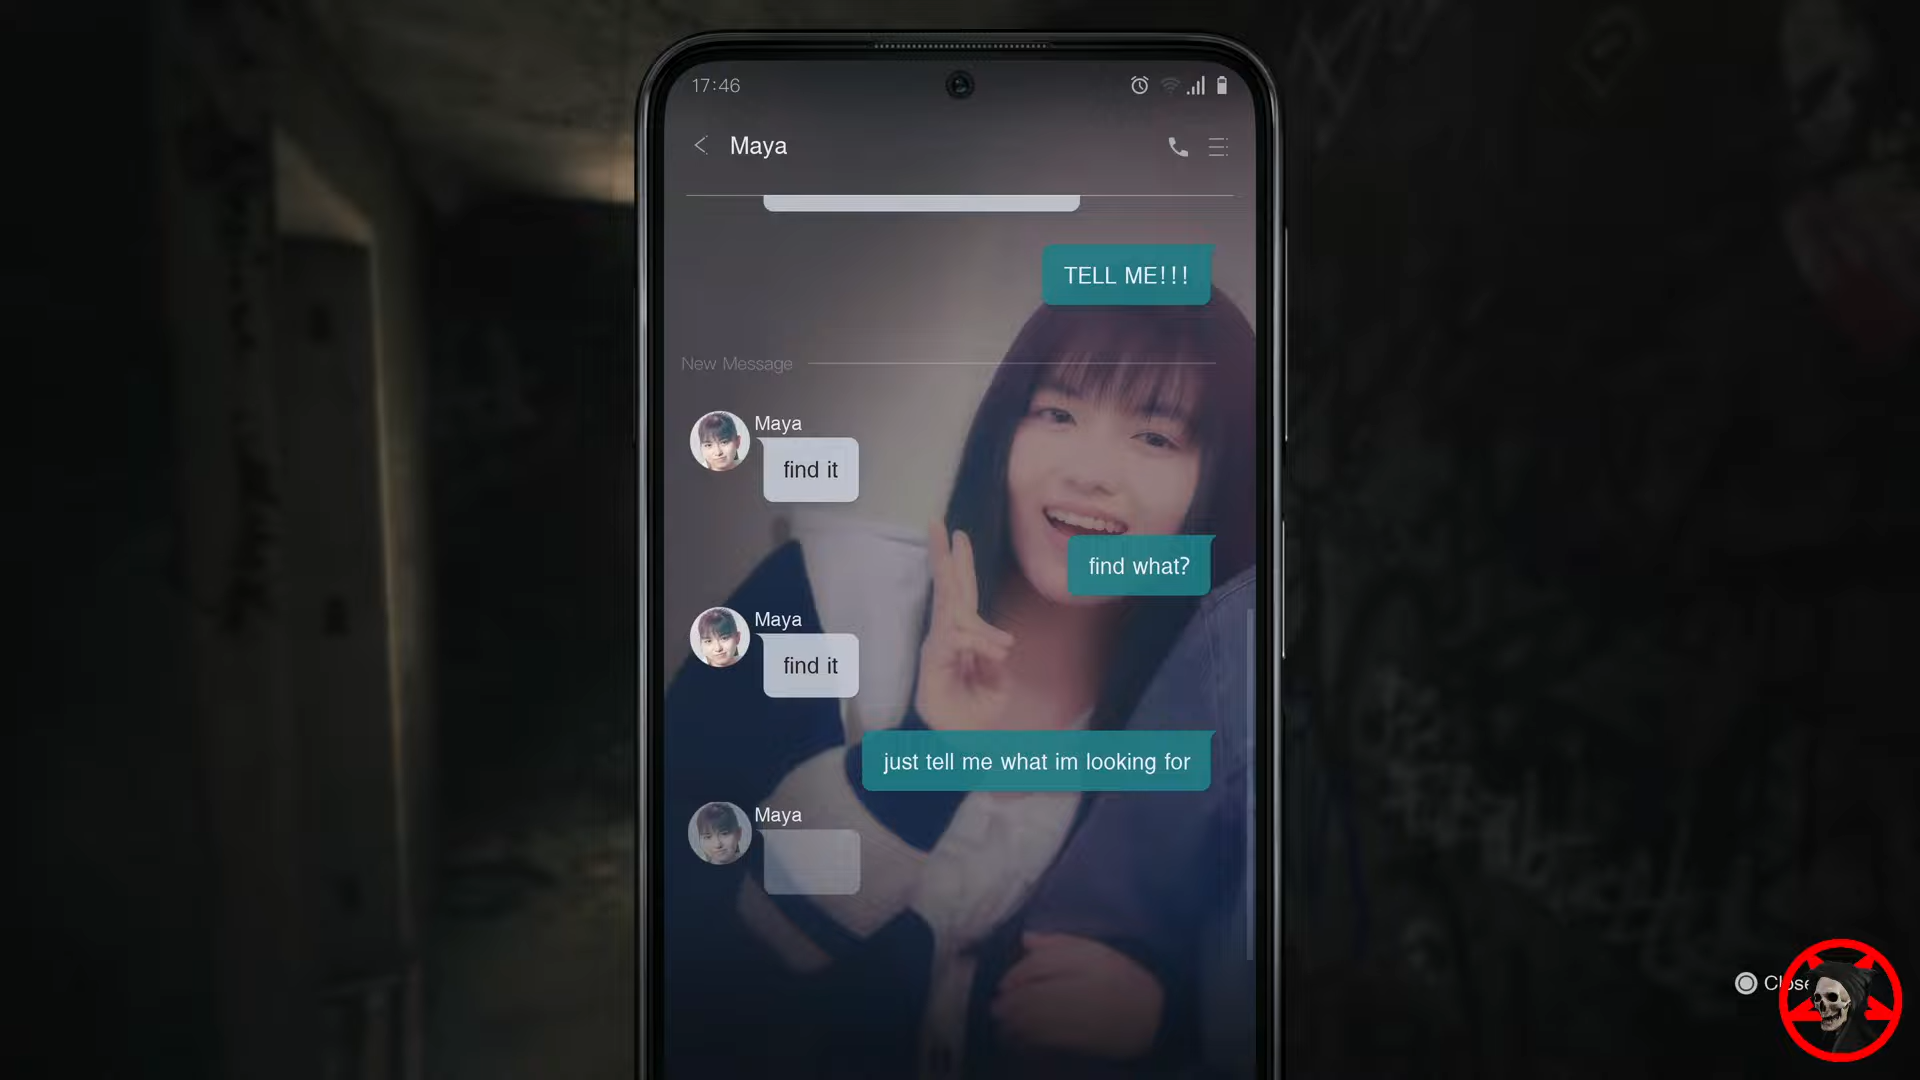 17:46
Maya
TELL ME!!!
New Message
Maya
find it
find what?
Maya
find it
just tell me what im looking for
Maya
Close